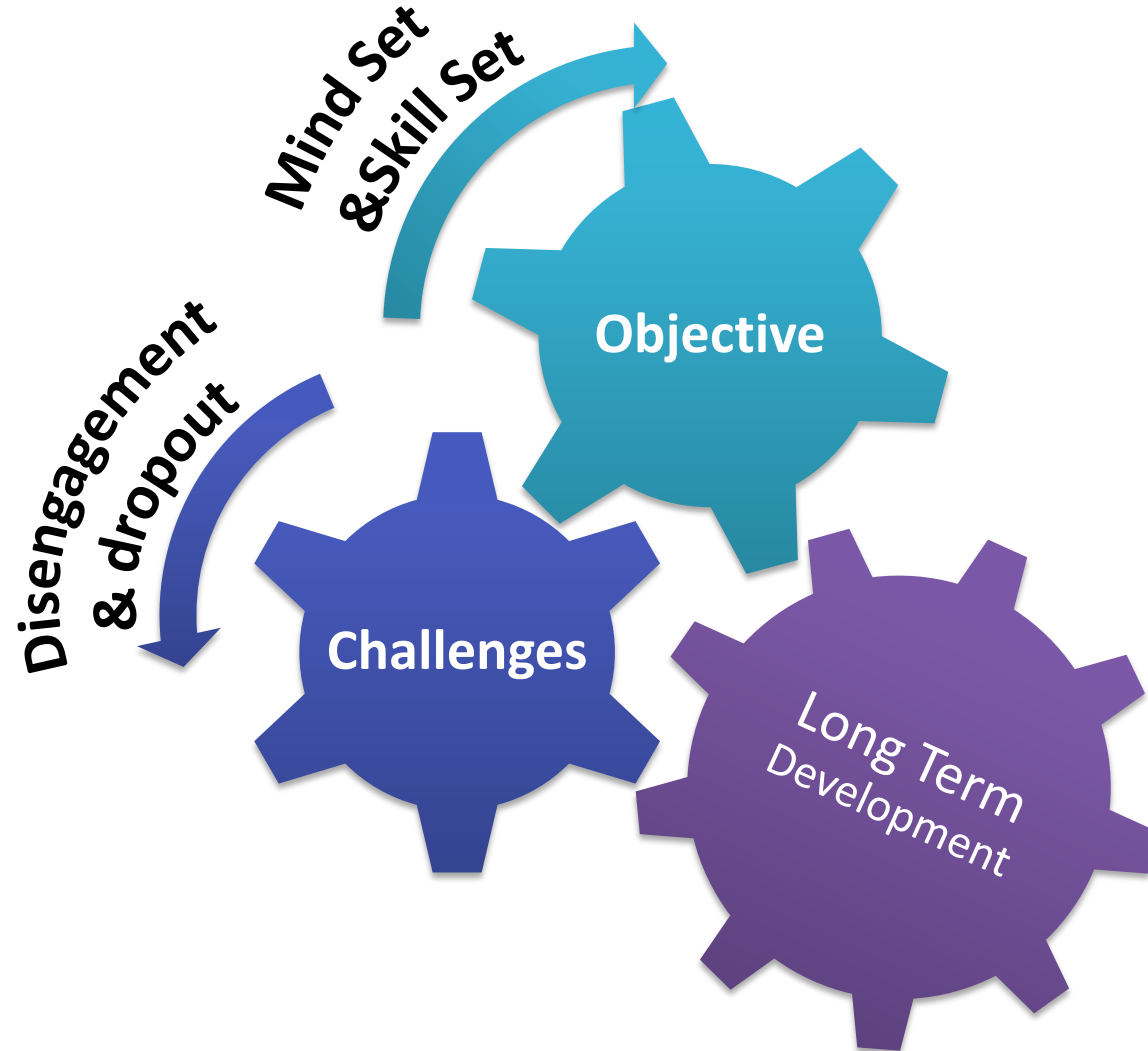 Mind Set
&Skill Set
Objective
Disengagement
& dropout
Challenges
Long Term
Development